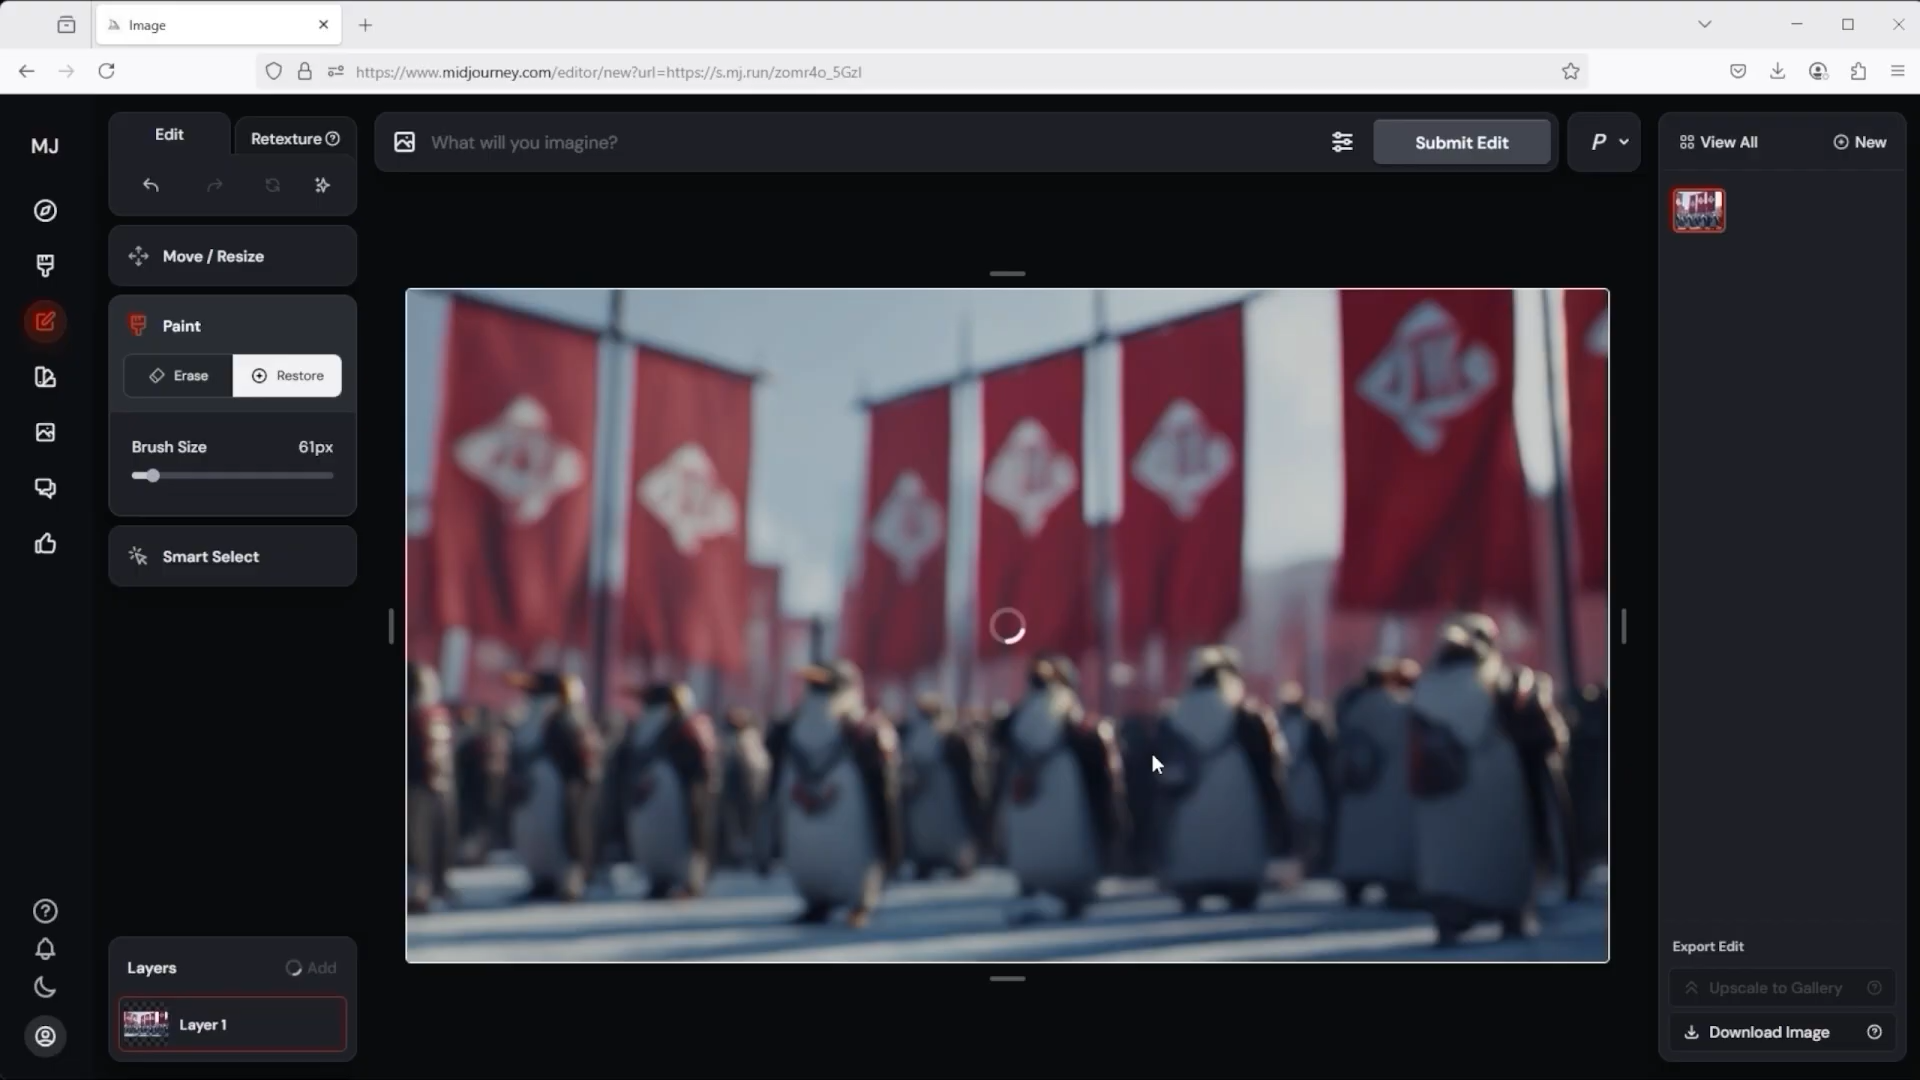 Image
https://www.midjourney.com/editor/new?url=https://s.mj.run/zomr4o_5GzI
MJ
Edit
Retexture
What will you imagine?
Submit Edit
P
View All
New
Move / Resize
Paint
Erase
Restore
Brush Size
61px
Smart Select
Layers
Add
Layer 1
Export Edit
Upscale to Gallery
Download Image